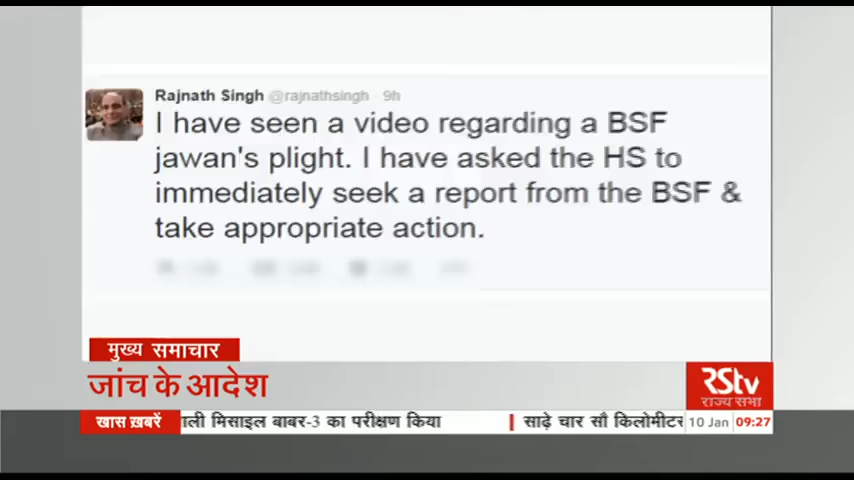 Rajnath Singh @rajnathsingh · 9h
I have seen a video regarding a BSF
jawan's plight. I have asked the HS to
immediately seek a report from the BSF &
take appropriate action.
मुख्य समाचार
जांच के आदेश
RStv
राज्य सभा
खास ख़बरें ाली मिसाइल बाबर-3 का परीक्षण किया | साढ़े चार सौ किलोमीटर 10 Jan 09:27